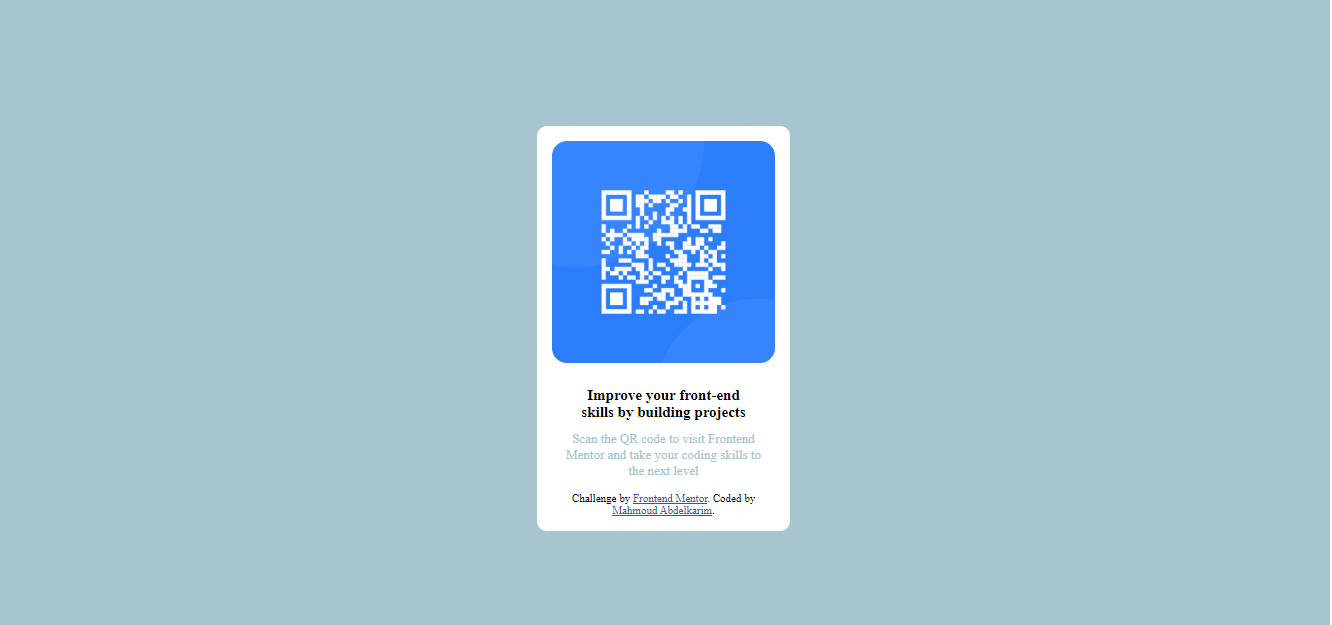 Improve your front-end
skills by building projects
Scan the QR code to visit Frontend
Mentor and take your coding skills to
the next level
Challenge by Frontend Mentor. Coded by
Mahmoud Abdelkarim.